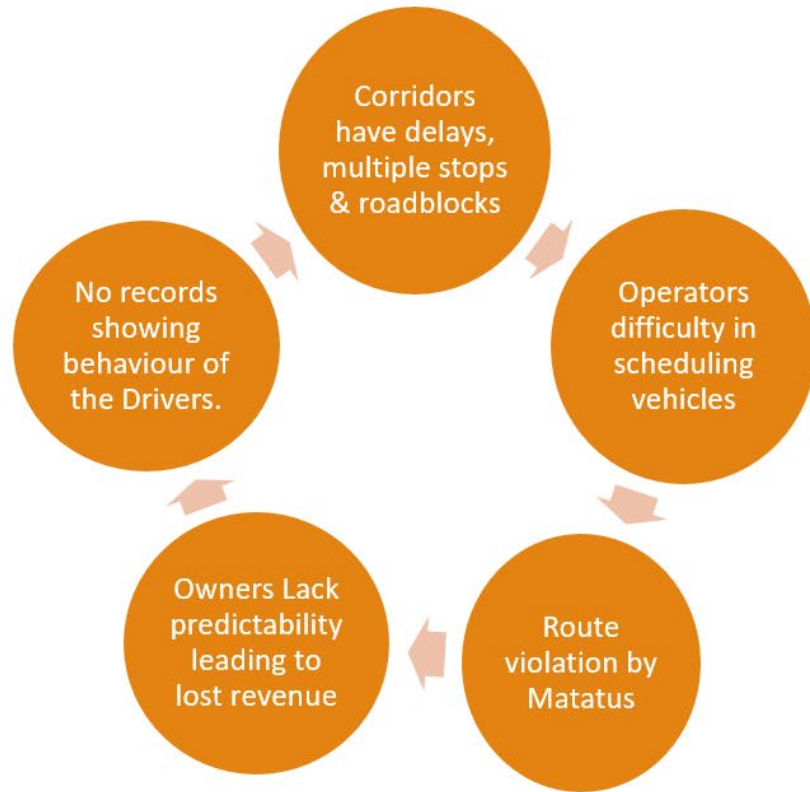 Corridors
have delays,
multiple stops
& roadblocks
Operators
difficulty in
scheduling
vehicles
Route
violation by
Matatus
Owners Lack
predictability
leading to
lost revenue
No records
showing
behaviour of
the Drivers.